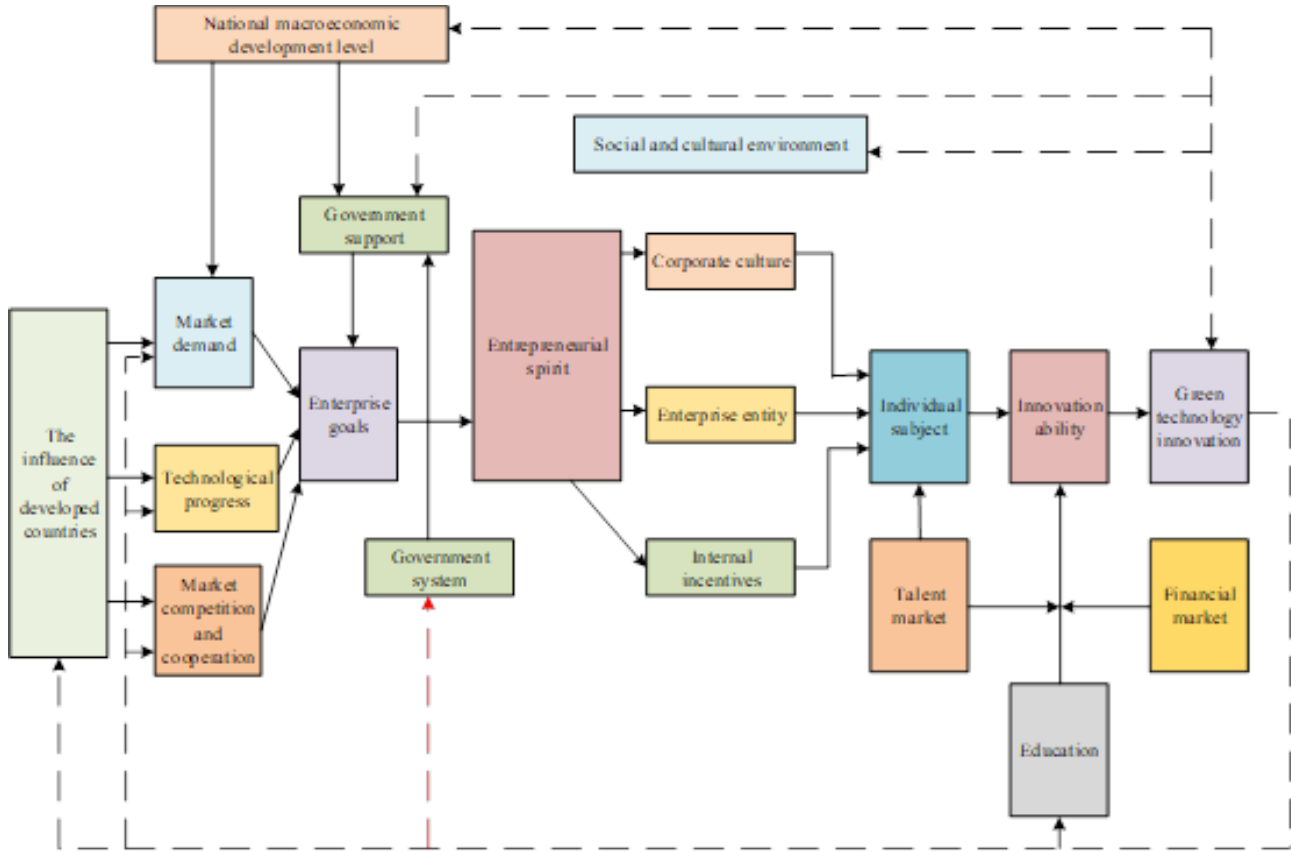 National macroeconomic
development level
Social and cultural environment
Government
support
Corporate culture
Market
demand
Entrepreneurial
spirit
Enterprise
goals
Enterprise entity
Individual
subject
Innovation
ability
Green
technology
innovation
The
influence
of
developed
countries
Technological
progress
Government
system
Internal
incentives
Market
competition
and
cooperation
Talent
market
Financial
market
Education